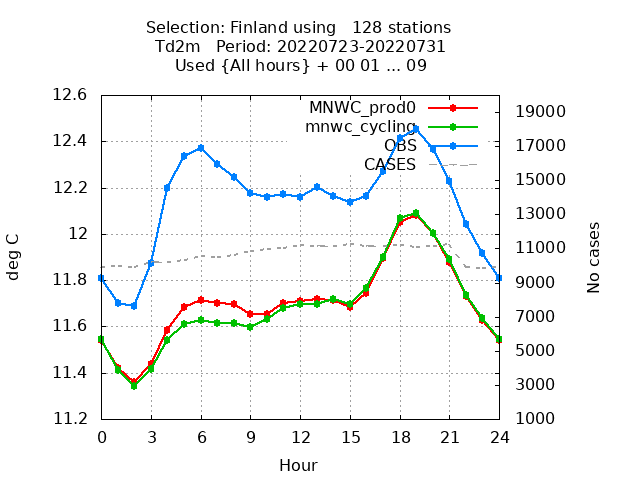 Selection: Finland using   128 stations
Td2m   Period: 20220723-20220731
Used {All hours} + 00 01 ... 09
MNWC_prod0
mnwc_cycling
OBS
CASES
12.6
12.4
12.2
12
11.8
11.6
11.4
11.2
deg C
19000
17000
15000
13000
11000
9000
7000
5000
3000
1000
No cases
0 3 6 9 12 15 18 21 24
Hour